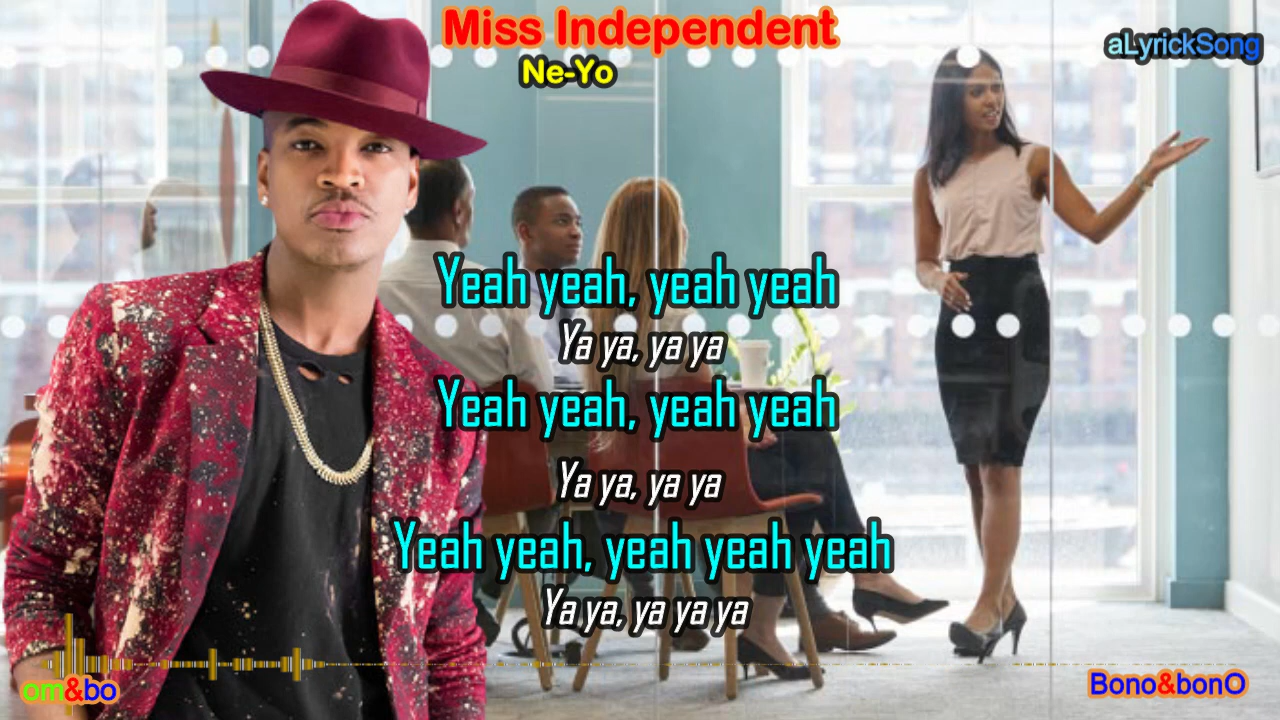 Miss Independent
Ne-Yo
aLyrickSong
Yeah yeah, yeah yeah
Ya ya, ya ya
Yeah yeah, yeah yeah
Ya ya, ya ya
Yeah yeah, yeah yeah yeah
Ya ya, ya ya ya
om&bo
Bono&bonO